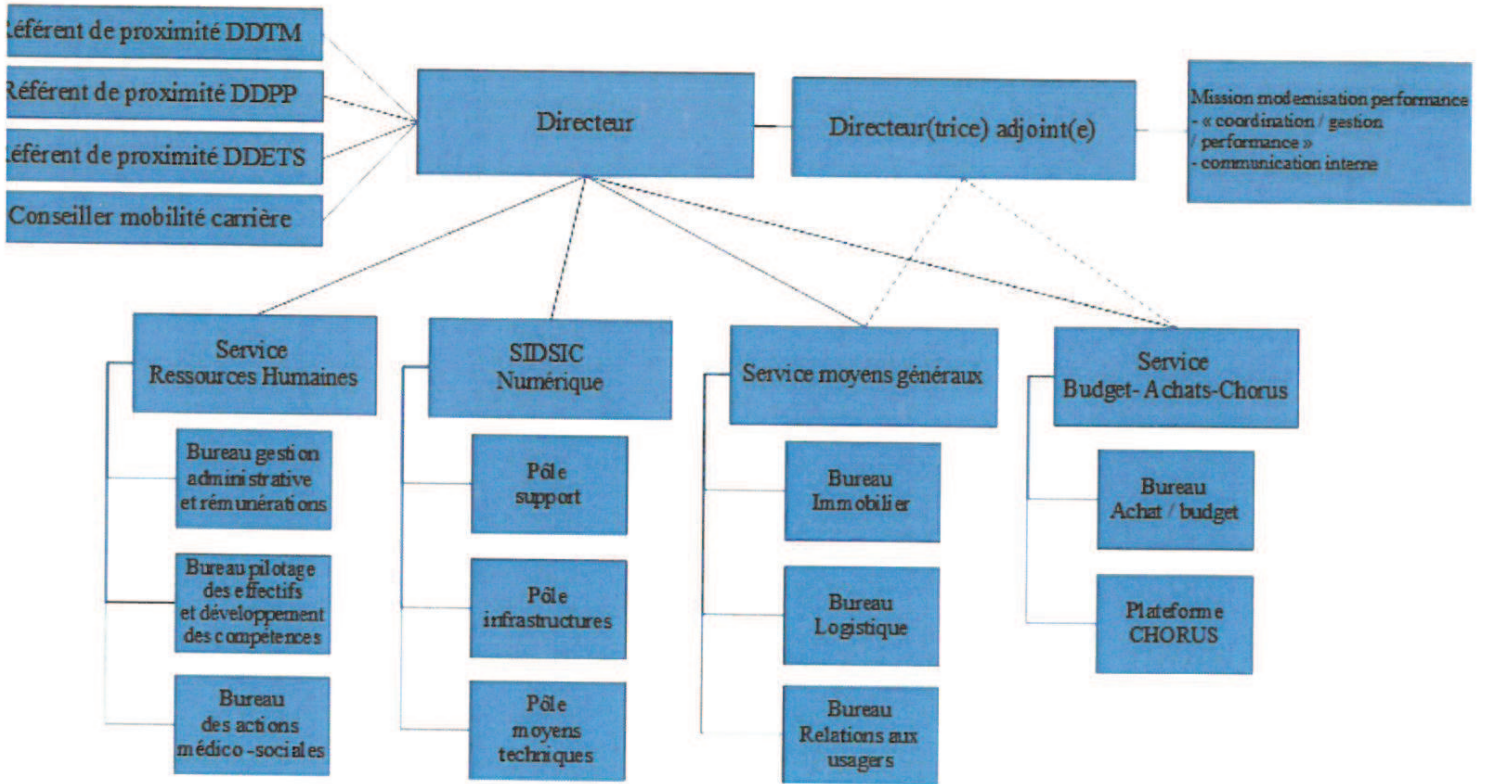 Référent de proximité DDTM
Référent de proximité DDPP
Référent de proximité DDETS
Conseiller mobilité carrière
Directeur
Directeur(trice) adjoint(e)
Mission modernisation performance
- « coordination / gestion
/ performance »
- communication interne
Service
Ressources Humaines
SIDSIC
Numérique
Service moyens généraux
Service
Budget- Achats-Chorus
Bureau gestion
administrative
et rémunérations
Bureau pilotage
des effectifs
et développement
des compétences
Bureau
des actions
médico -sociales
Pôle
support
Pôle
infrastructures
Pôle
moyens
techniques
Bureau
Immobilier
Bureau
Logistique
Bureau
Relations aux
usagers
Bureau
Achat / budget
Plateforme
CHORUS